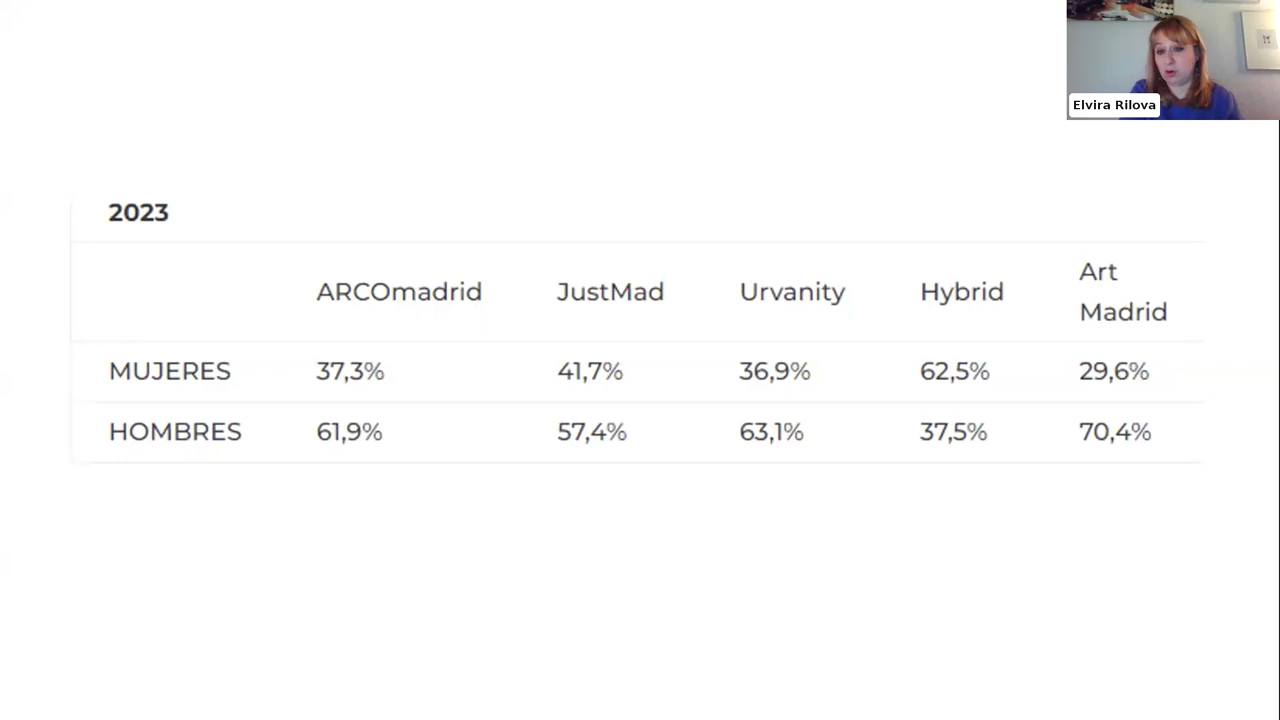 Elvira Rilova
2023
ARCOmadrid JustMad Urvanity Hybrid Art Madrid
MUJERES 37,3% 41,7% 36,9% 62,5% 29,6%
HOMBRES 61,9% 57,4% 63,1% 37,5% 70,4%